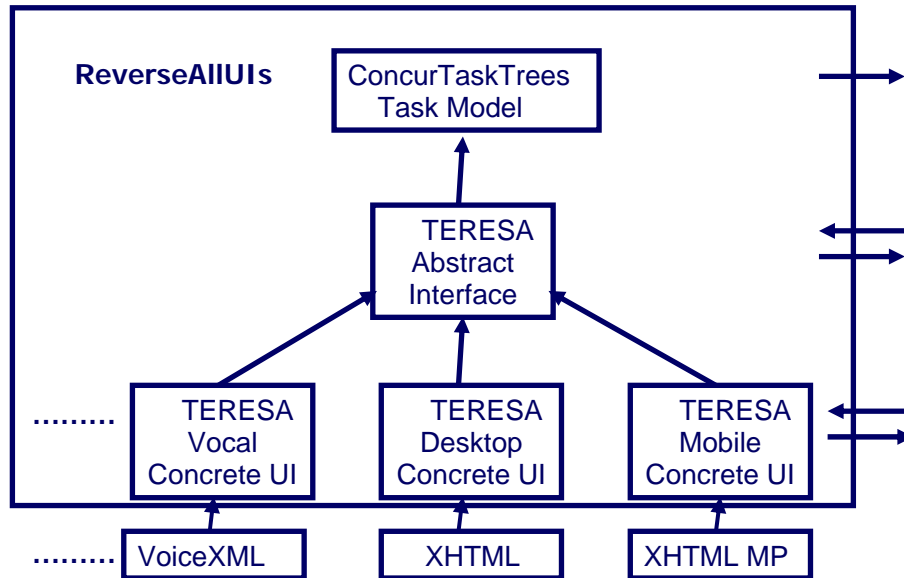 ReverseAllUIs
ConcurTaskTrees
Task Model
TERESA
Abstract
Interface
......... 
TERESA
Vocal
Concrete UI
TERESA
Desktop
Concrete UI
TERESA
Mobile
Concrete UI
.........
VoiceXML
XHTML
XHTML MP